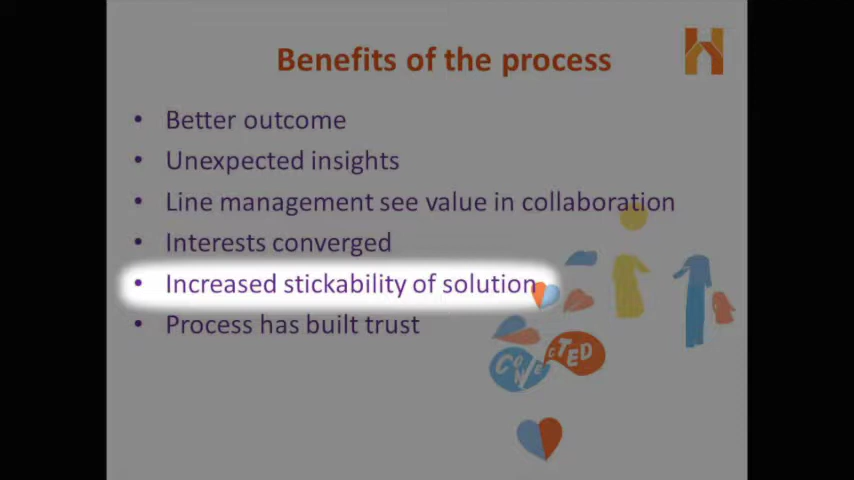 Benefits of the process
• Better outcome
• Unexpected insights
• Line management see value in collaboration
• Interests converged
• Increased stickability of solution
• Process has built trust
CONNECTED